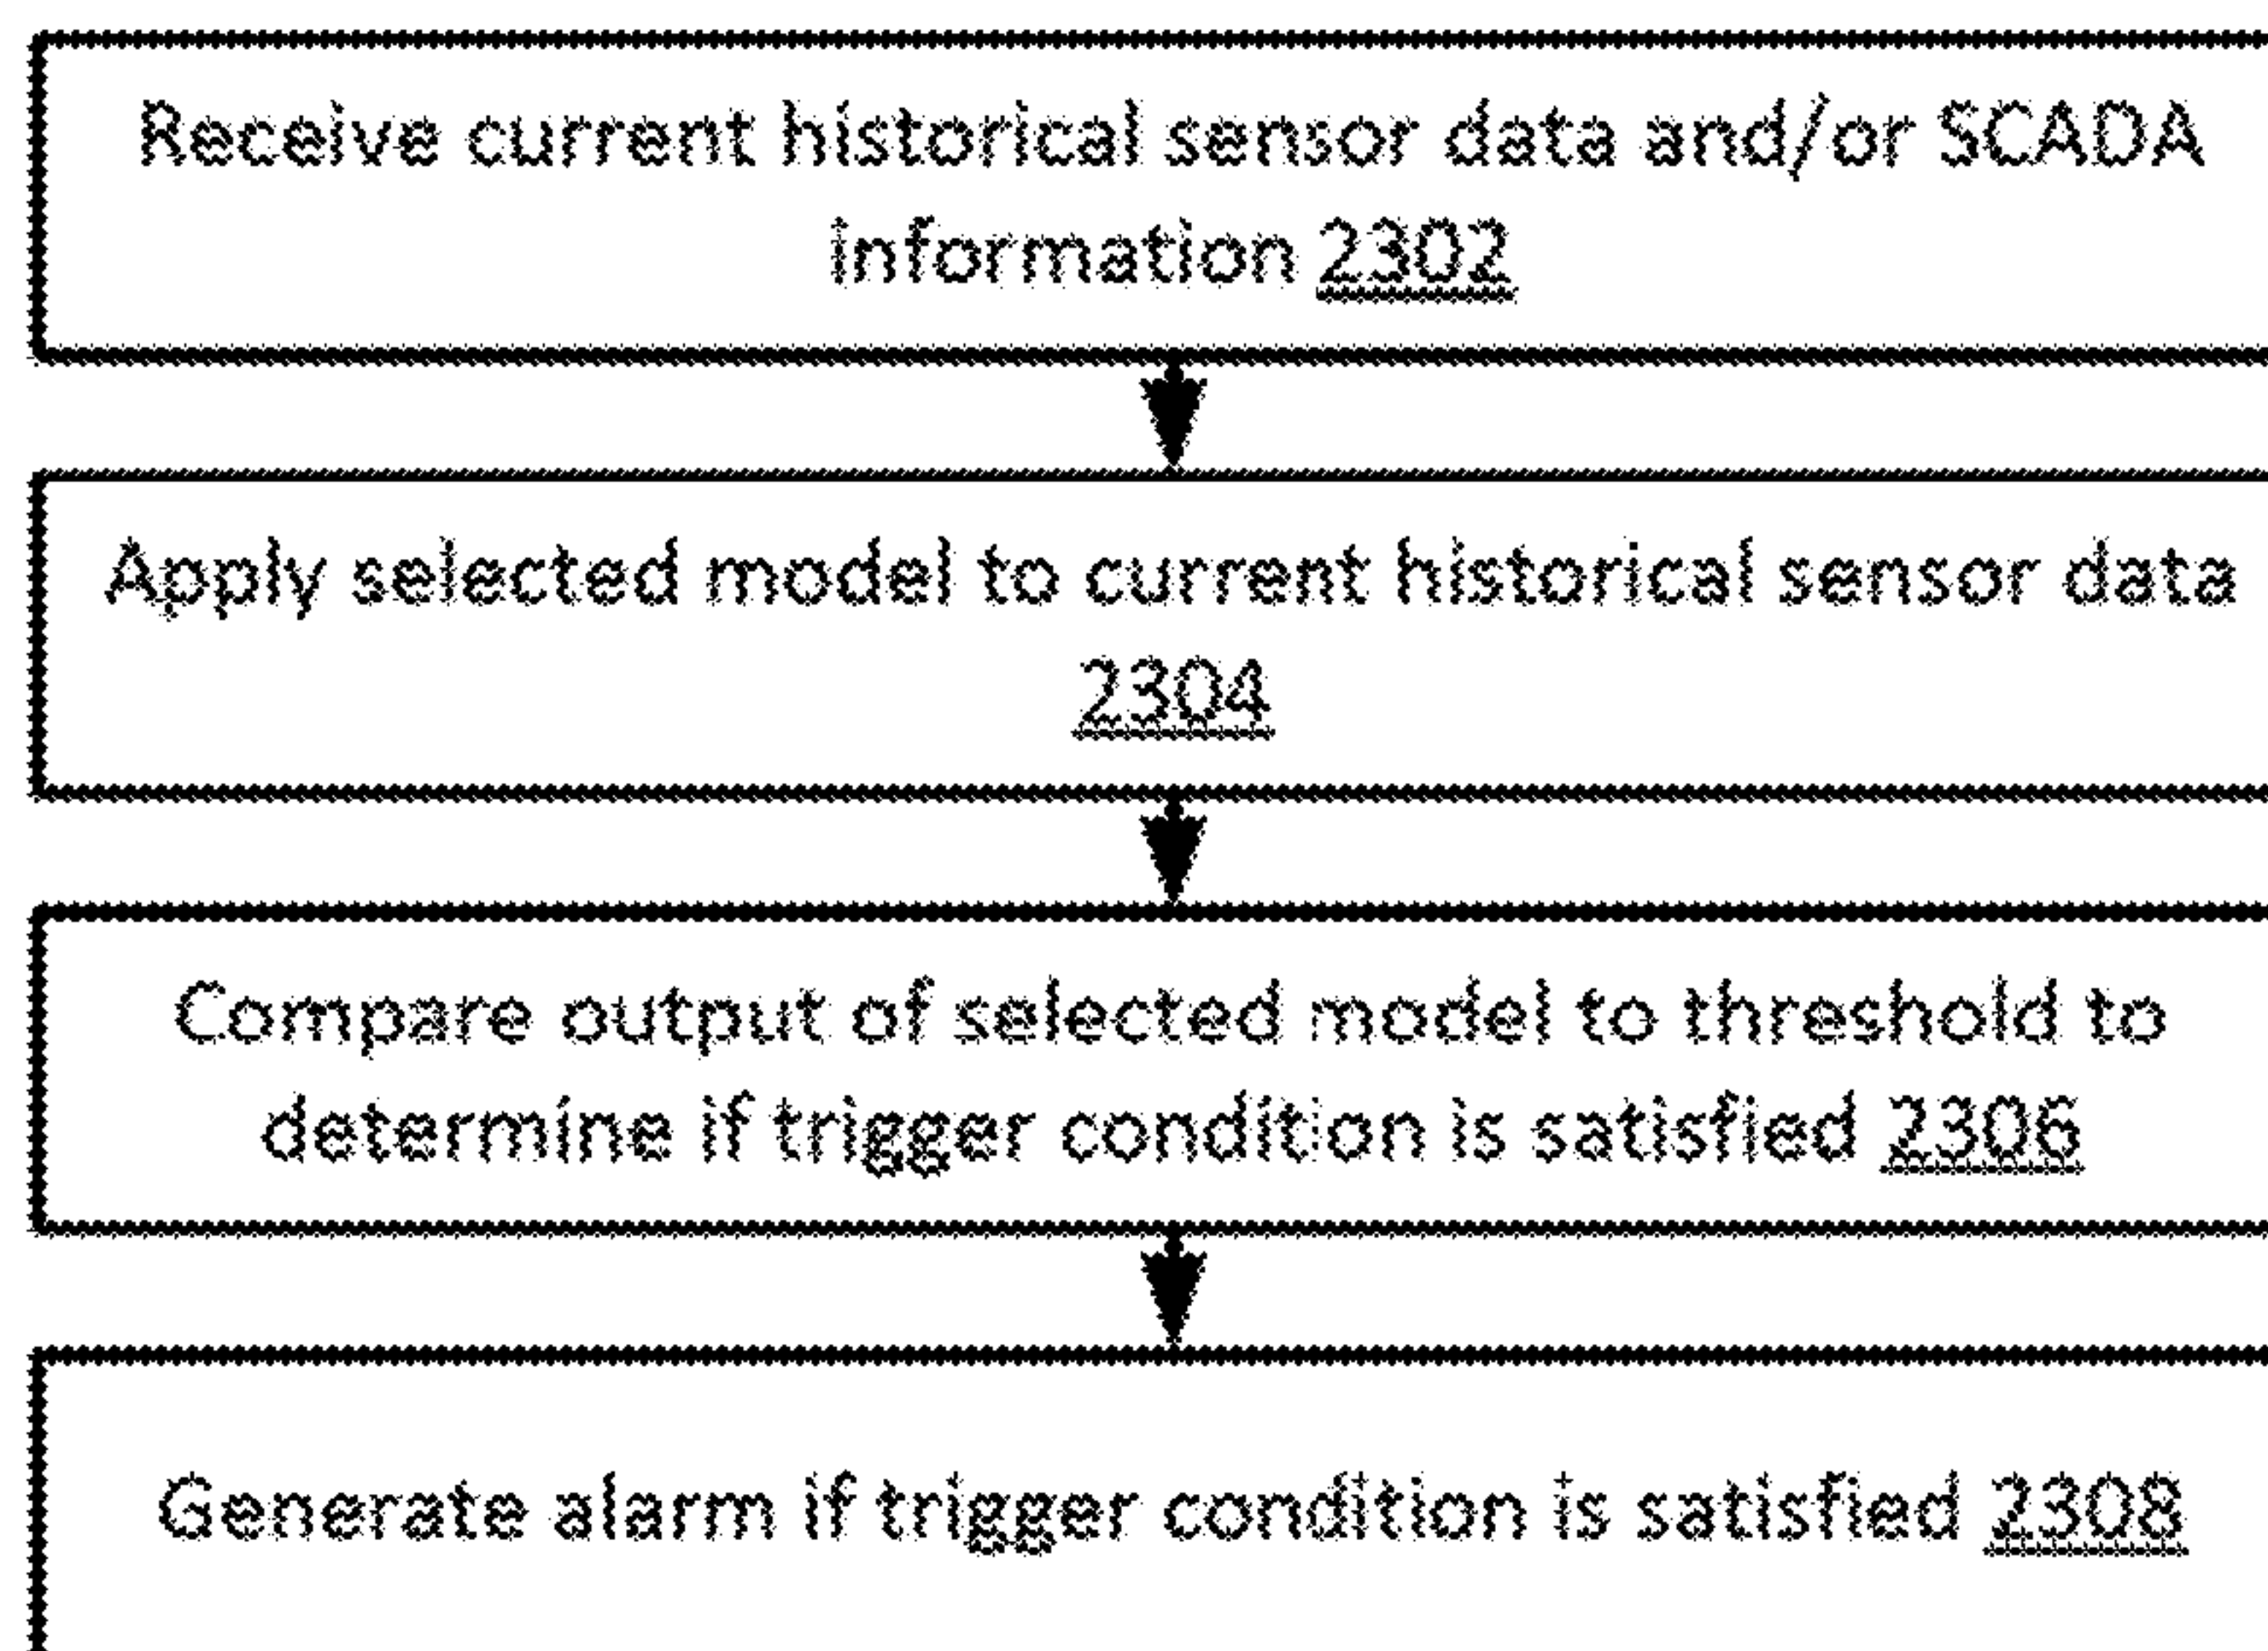 Receive current historical sensor data and/or SCADA
information 2302
Apply selected model to current historical sensor data
2304
Compare output of selected model to threshold to
determine if trigger condition is satisfied 2306
Generate alarm if trigger condition is satisfied 2308